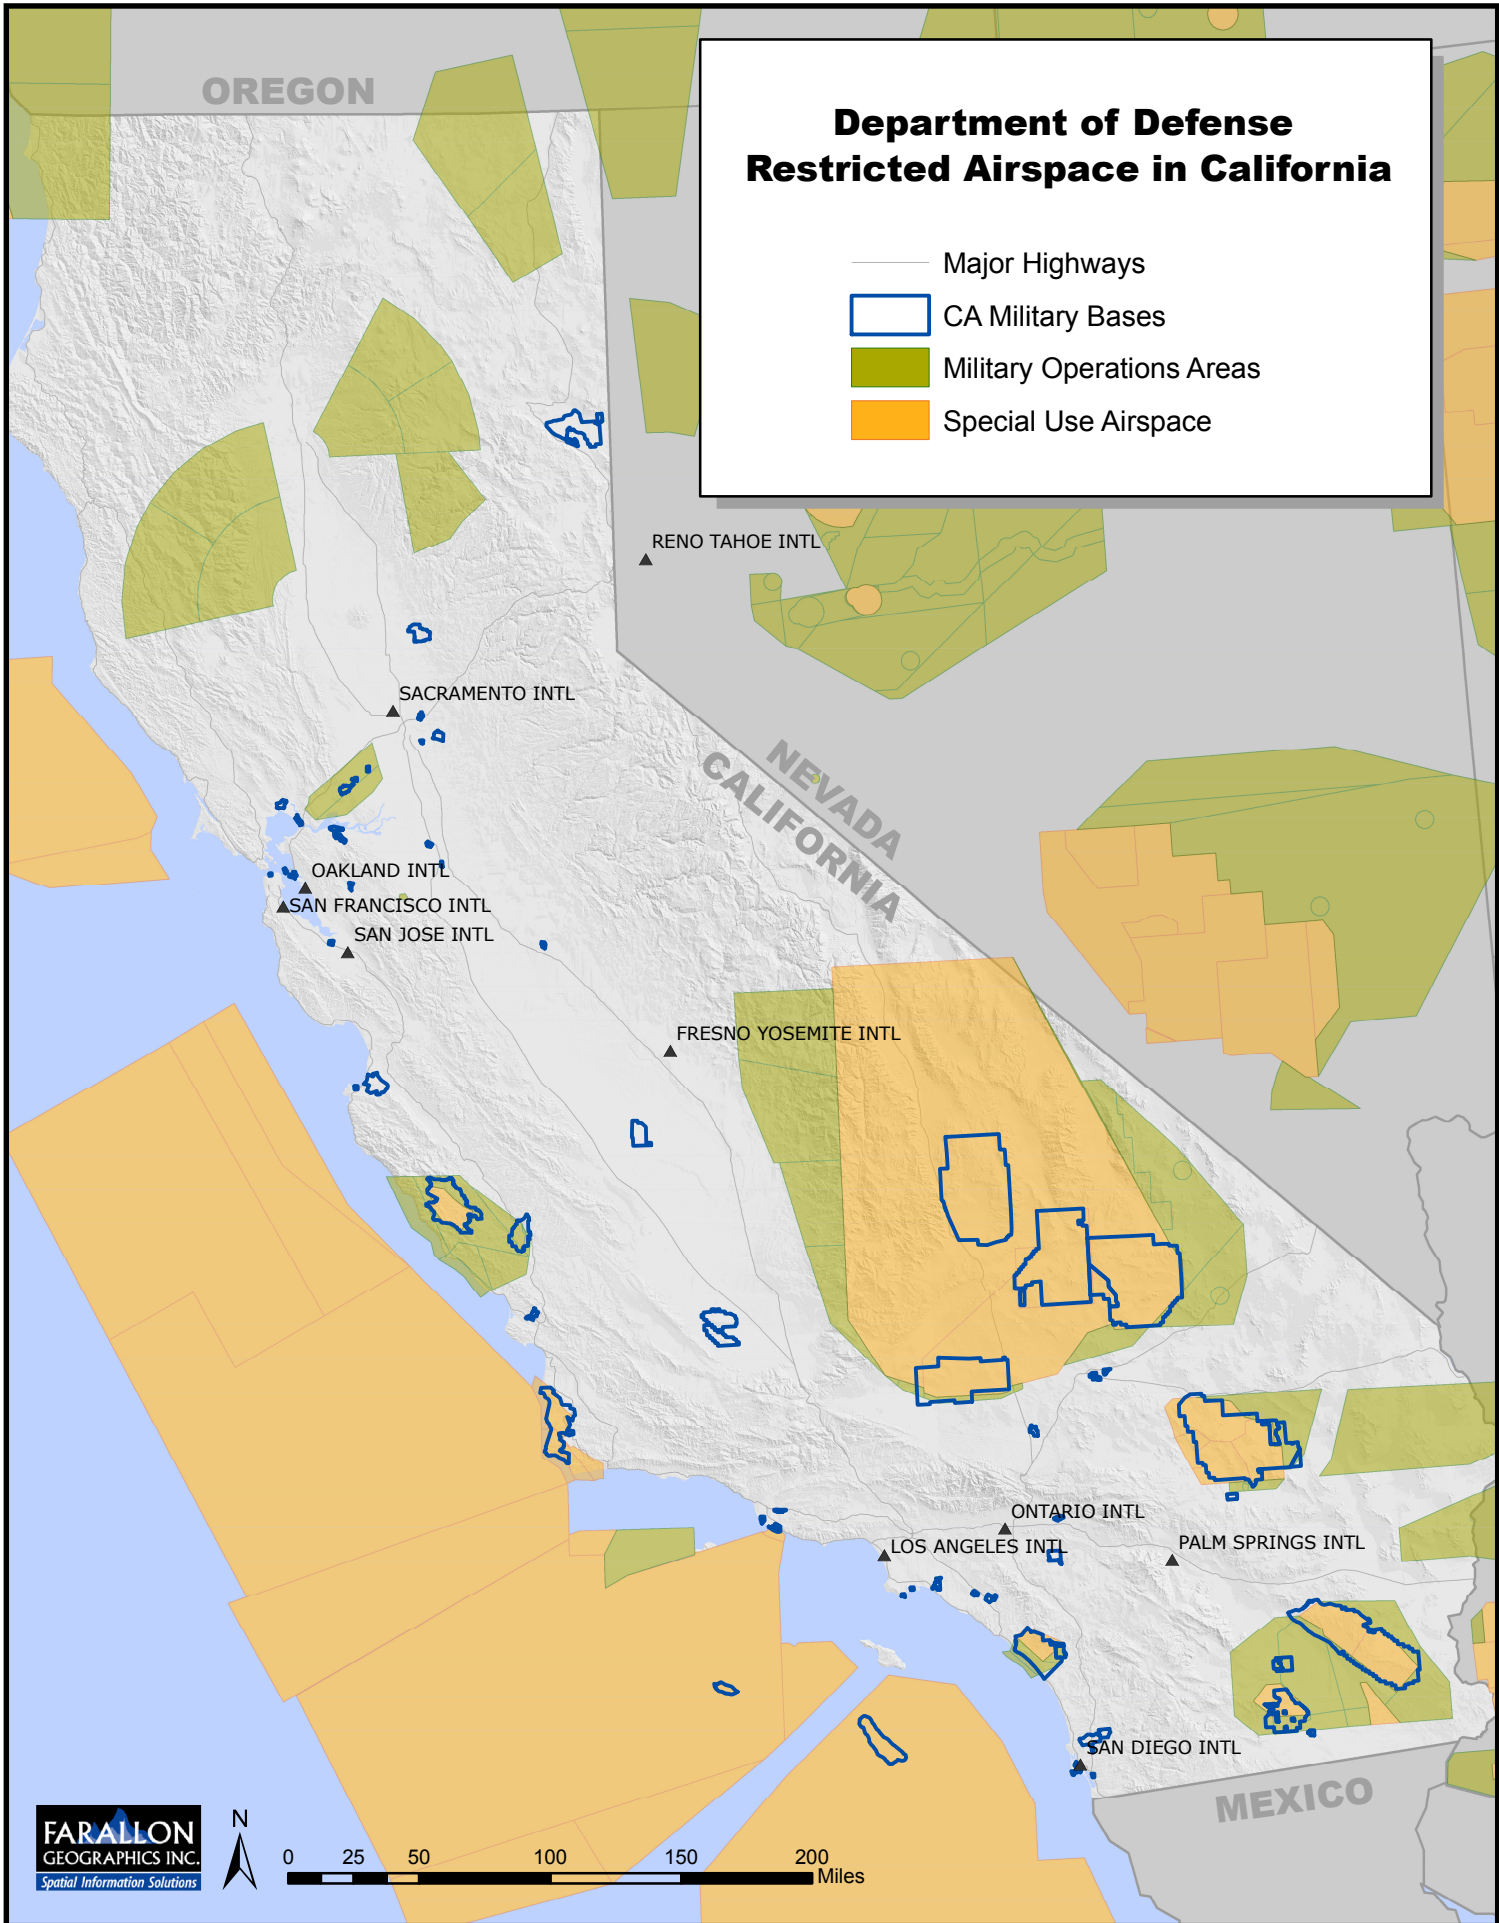 OREGON
Department of Defense
Restricted Airspace in California
Major Highways
CA Military Bases
Military Operations Areas
Special Use Airspace
RENO TAHOE INTL
SACRAMENTO INTL
NEVADA
CALIFORNIA
OAKLAND INTL
SAN FRANCISCO INTL
SAN JOSE INTL
FRESNO YOSEMITE INTL
ONTARIO INTL
LOS ANGELES INTL
PALM SPRINGS INTL
SAN DIEGO INTL
MEXICO
FARALLON
GEOGRAPHICS INC.
Spatial Information Solutions
N
0 25 50 100 150 200
Miles